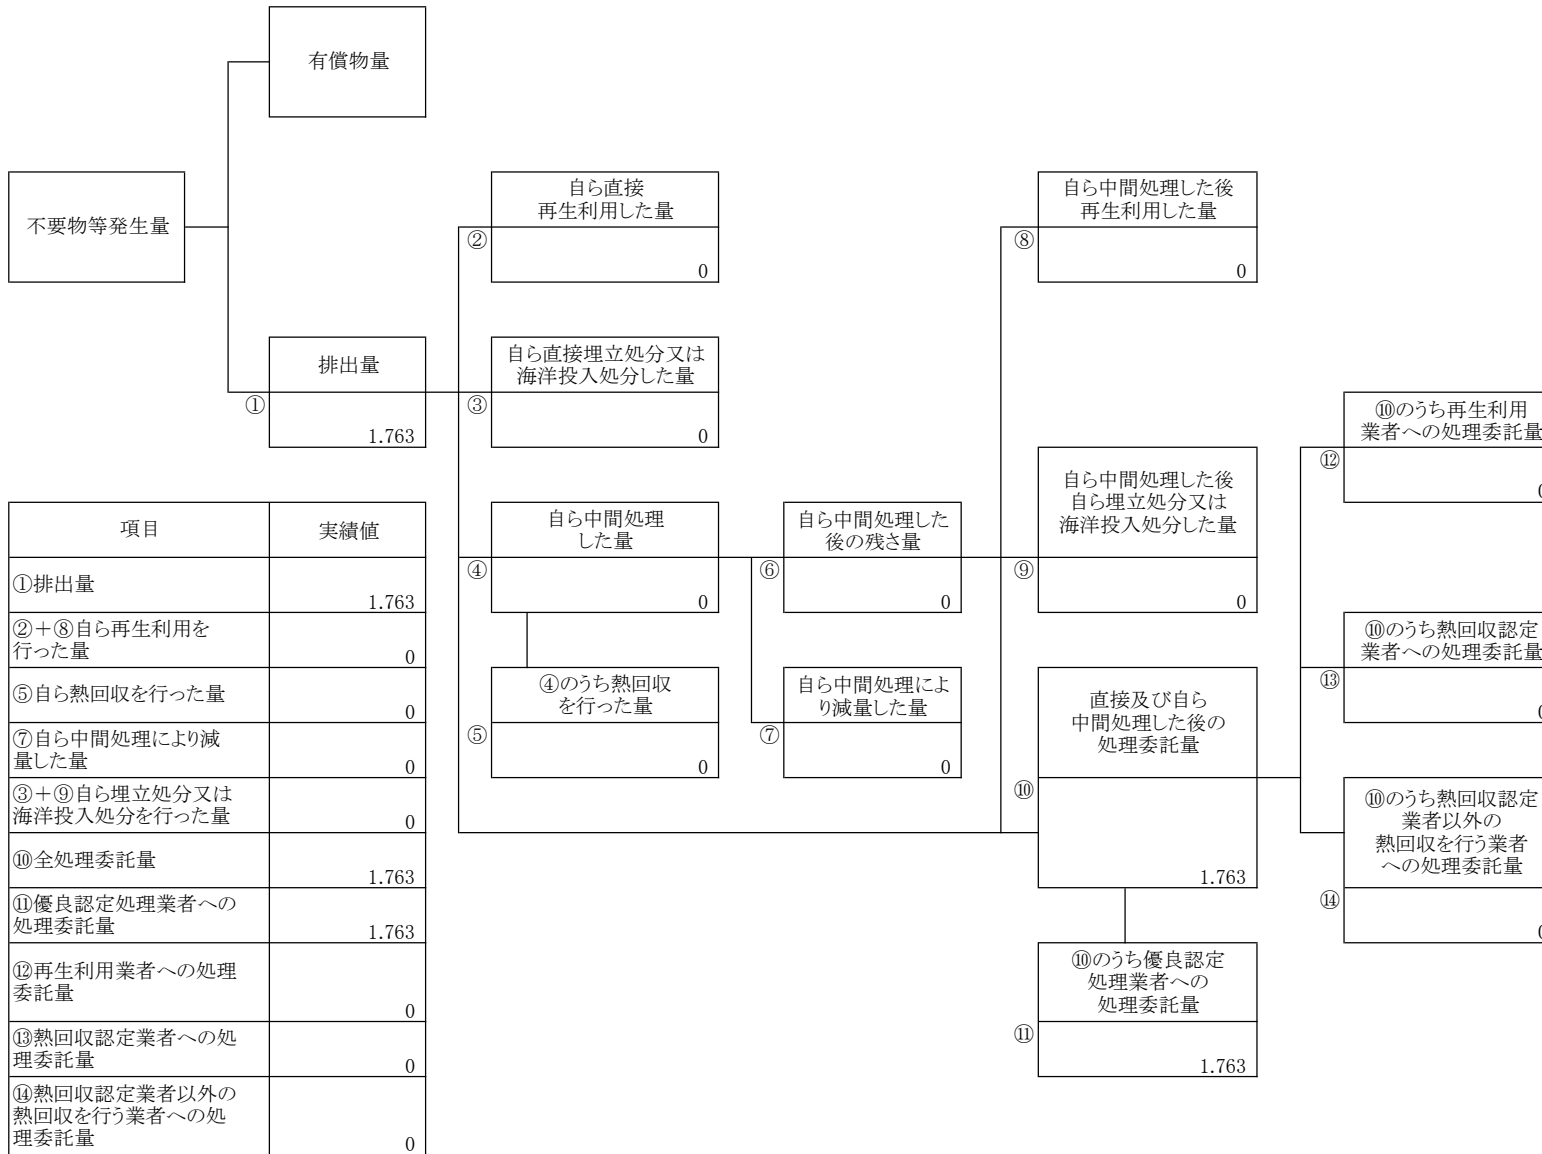 有償物量
不要物等発生量
自ら直接
再生利用した量
②
0
自ら中間処理した後
再生利用した量
⑧
0
排出量
①
1.763
自ら直接埋立処分又は
海洋投入処分した量
③
0
⑩のうち再生利用
業者への処理委託量
⑫
0
自ら中間処理
した量
④
0
自ら中間処理した
後の残さ量
⑥
0
自ら中間処理した後
自ら埋立処分又は
海洋投入処分した量
⑨
0
⑩のうち熱回収認定
業者への処理委託量
⑬
0
④のうち熱回収
を行った量
⑤
0
自ら中間処理によ
り減量した量
⑦
0
直接及び自ら
中間処理した後の
処理委託量
⑩
1.763
⑩のうち熱回収認定
業者以外の
熱回収を行う業者
への処理委託量
⑭
0
⑩のうち優良認定
処理業者への
処理委託量
⑪
1.763
項目
実績値
①排出量
1.763
②+⑧自ら再生利用を
行った量
0
⑤自ら熱回収を行った量
0
⑦自ら中間処理により減
量した量
0
③+⑨自ら埋立処分又は
海洋投入処分を行った量
0
⑩全処理委託量
1.763
⑪優良認定処理業者への
処理委託量
1.763
⑫再生利用業者への処理
委託量
0
⑬熱回収認定業者への処
理委託量
0
⑭熱回収認定業者以外の
熱回収を行う業者への処
理委託量
0